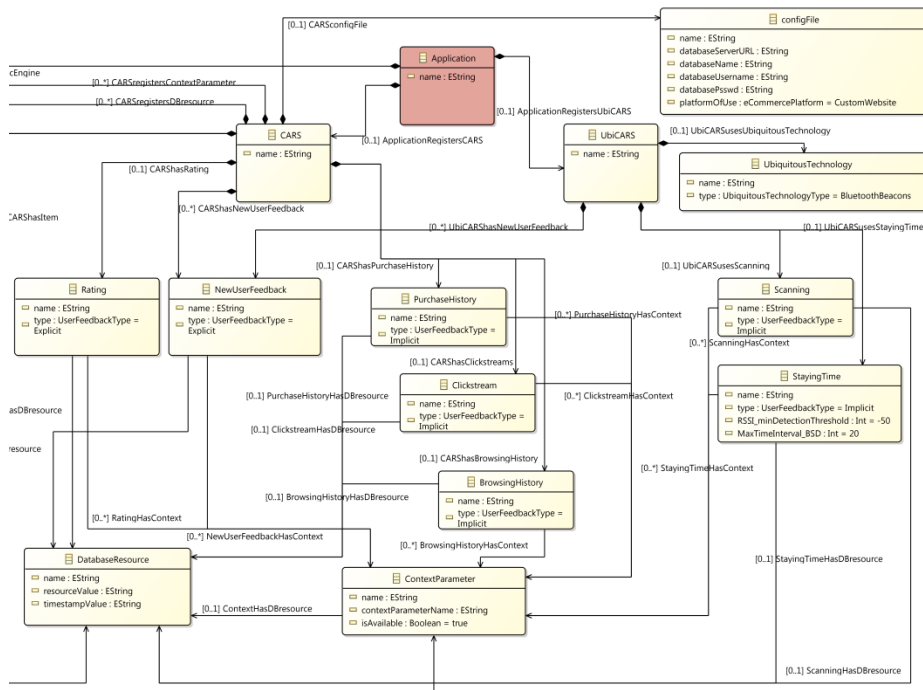 [0..1] CARSconfiqFile
configFile
name : EString
databaseServerURL : EString
databaseName : EString
databaseUsername : EString
databasePsswd : EString
platformOfUse : eCommercePlatform = CustomWebsite
Application
name : EString
cEngine
[0..*] CARSregistersContextParameter
[0..*] CARSregistersDBresource
[0..1] ApplicationRegistersUbiCARS
[0..1] ApplicationRegistersCARS
CARS
name : EString
UbiCARS
name : EString
[0..1] UbiCARSusesUbiquitousTechnology
UbiquitousTechnology
name : EString
type : UbiquitousTechnologyType = BluetoothBeacons
[0..1] CARShasRating
[0..*] CARShasNewUserFeedback
CARShasItem
[0..*] UbiCARShasNewUserFeedback
[0..1] UbiCARSusesStayingTime
[0..1] CARShasPurchaseHistory
[0..1] UbiCARSusesScanning
Rating
name : EString
type : UserFeedbackType =
Explicit
NewUserFeedback
name : EString
type : UserFeedbackType =
Explicit
PurchaseHistory
name : EString
type : UserFeedbackType =
Implicit
Scanning
name : EString
type : UserFeedbackType =
Implicit
[0..*] PurchaseHistoryHasContext
[0..*] ScanningHasContext
[0..1] CARShasClickstreams
Clickstream
name : EString
type : UserFeedbackType =
Implicit
StayingTime
name : EString
type : UserFeedbackType = Implicit
RSSI_minDetectionThreshold : Int = -50
MaxTimeInterval_BSD : Int = 20
[0..1] PurchaseHistoryHasDBresource
[0..*] ClickstreamHasContext
asDBresource
[0..1] ClickstreamHasDBresource
esource
[0..1] CARShasBrowsingHistory
[0..*] StayingTimeHasContext
BrowsingHistory
name : EString
type : UserFeedbackType =
Implicit
[0..1] BrowsingHistoryHasDBresource
[0..*] RatingHasContext
[0..*] NewUserFeedbackHasContext
[0..*] BrowsingHistoryHasContext
[0..1] StayingTimeHasDBresource
DatabaseResource
name : EString
resourceValue : EString
timestampValue : EString
ContextParameter
name : EString
contextParameterName : EString
isAvailable : Boolean = true
[0..1] ContextHasDBresource
[0..1] ScanningHasDBresource